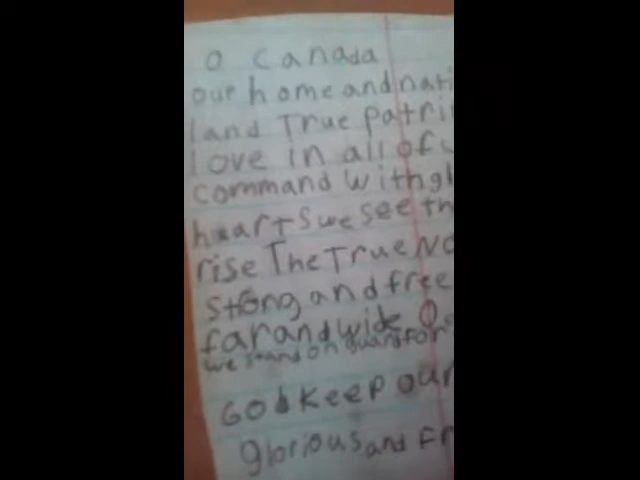 O Canada
our home and nati
land True patri
love in all of
command with gl
hearts we see th
rise The True No
strong and free
far and wide O
we stand on guard for
GOd Keep our
glorious and fr